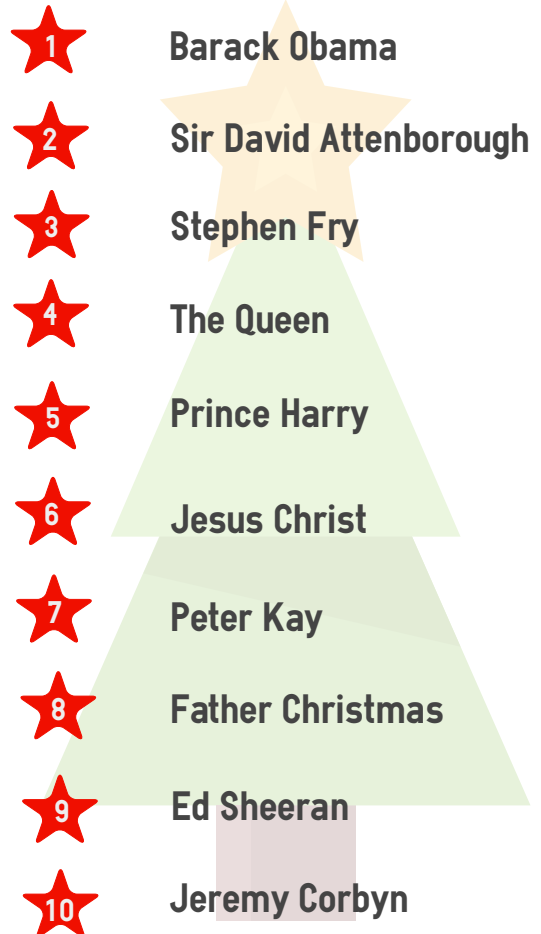 1 Barack Obama
2 Sir David Attenborough
3 Stephen Fry
4 The Queen
5 Prince Harry
6 Jesus Christ
7 Peter Kay
8 Father Christmas
9 Ed Sheeran
10 Jeremy Corbyn